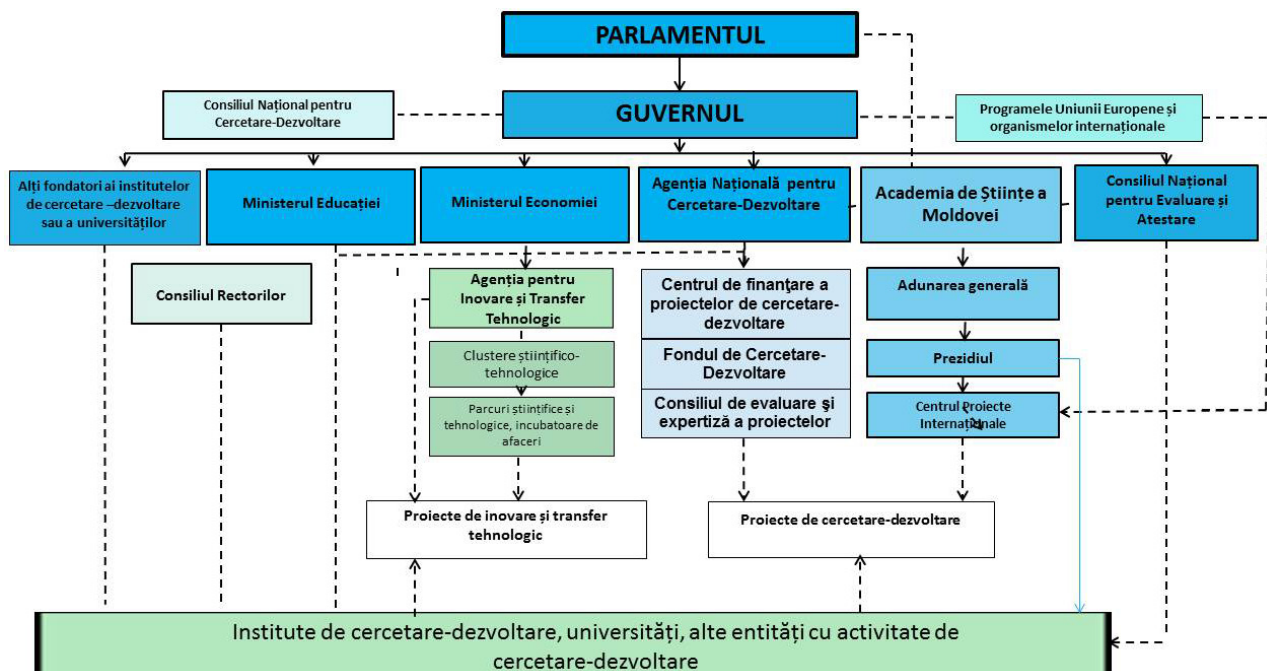 PARLAMENTUL
Consiliul Național pentru
Cercetare-Dezvoltare
GUVERNUL
Programele Uniunii Europene și
organismelor internaționale
Alți fondatori ai institutelor
de cercetare –dezvoltare
sau a universităților
Ministerul Educației
Ministerul Economiei
Agenția Națională pentru
Cercetare-Dezvoltare
Academia de Științe a
Moldovei
Consiliul Național
pentru Evaluare și
Atestare
Consiliul Rectorilor
Agenția pentru
Inovare și Transfer
Tehnologic
Centrul de finanţare a
proiectelor de cercetare-
dezvoltare
Adunarea generală
Clustere științifico-
tehnologice
Fondul de Cercetare-
Dezvoltare
Prezidiul
Parcuri științifice și
tehnologice, incubatoare de
afaceri
Consiliul de evaluare şi
expertiză a proiectelor
Centrul Proiecte
Internaționale
Proiecte de inovare și transfer
tehnologic
Proiecte de cercetare-dezvoltare
Institute de cercetare-dezvoltare, universități, alte entități cu activitate de
cercetare-dezvoltare